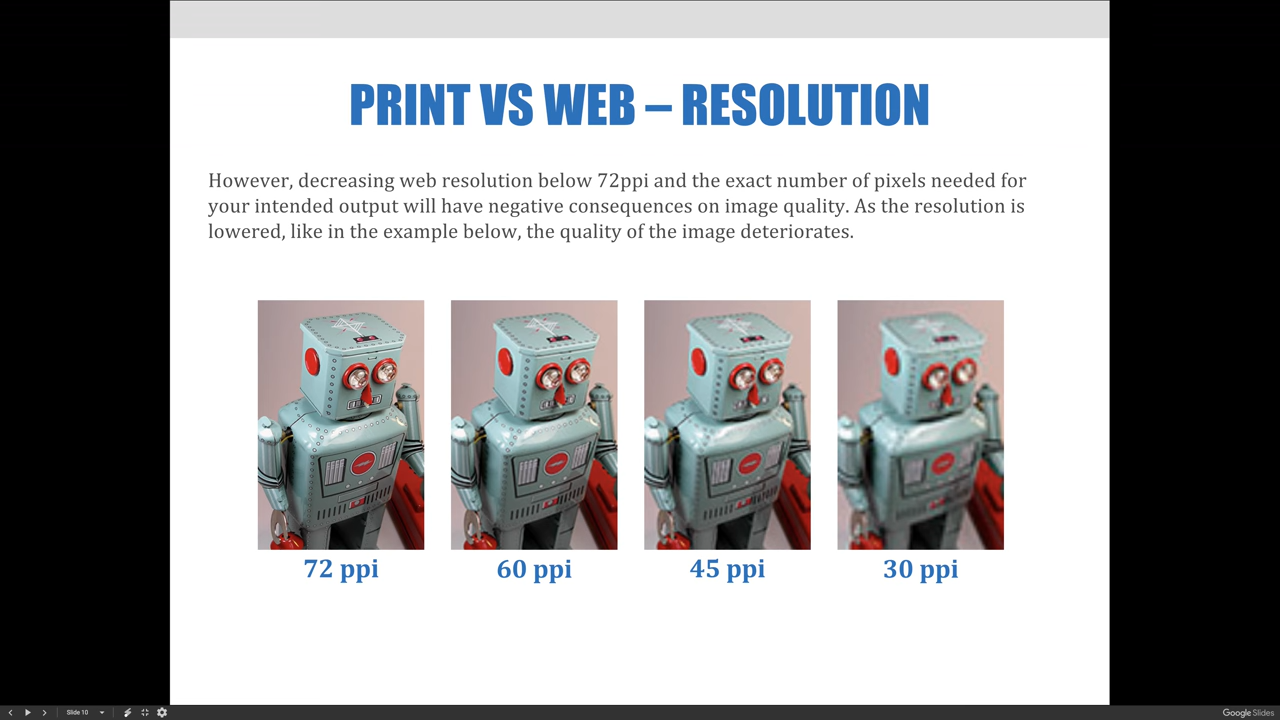 PRINT VS WEB – RESOLUTION
However, decreasing web resolution below 72ppi and the exact number of pixels needed for
your intended output will have negative consequences on image quality. As the resolution is
lowered, like in the example below, the quality of the image deteriorates.
72 ppi 60 ppi 45 ppi 30 ppi
Slide 10 Google Slides